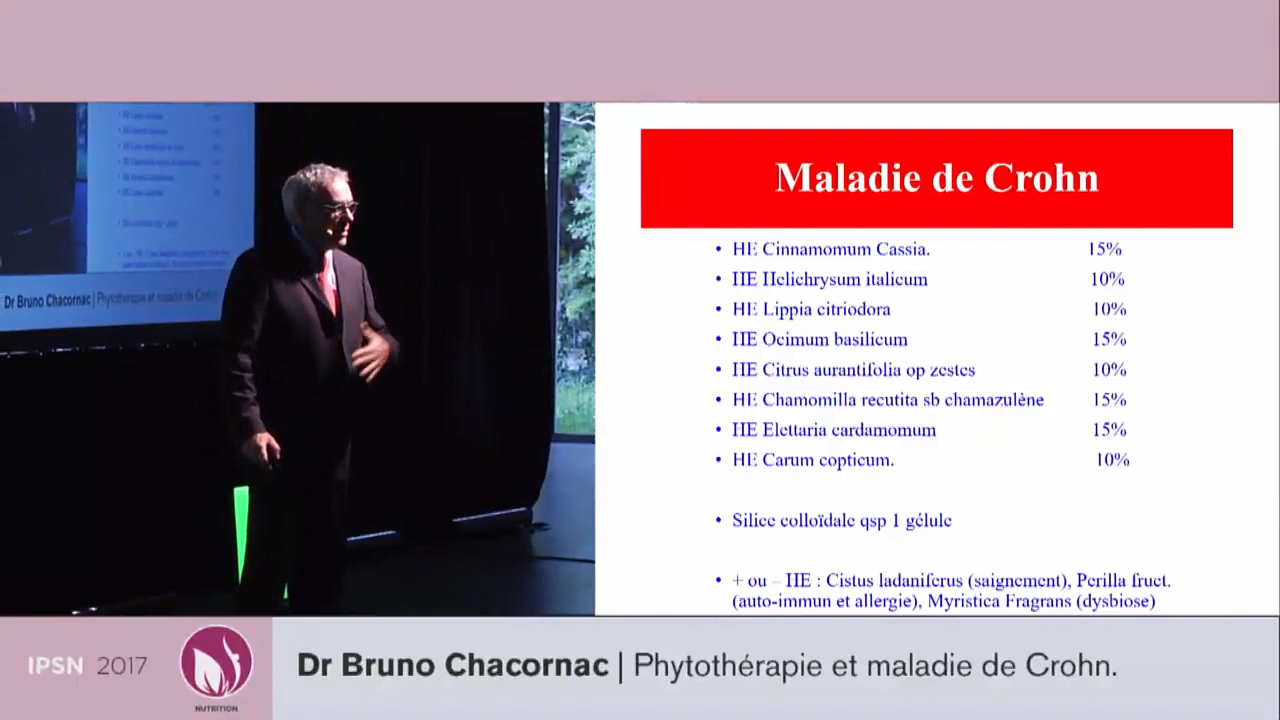 Maladie de Crohn
• HE Cinnamomum Cassia. 15%
• HE Helichrysum italicum 10%
• HE Lippia citriodora 10%
• HE Ocimum basilicum 15%
• HE Citrus aurantifolia op zestes 10%
• HE Chamomilla recutita sb chamazulène 15%
• HE Elettaria cardamomum 15%
• HE Carum copticum. 10%
• Silice colloïdale qsp 1 gélule
• + ou – HE : Cistus ladaniferus (saignement), Perilla fruct.
(auto-immun et allergie), Myristica Fragrans (dysbiose)
Dr Bruno Chacornac | Phytothérapie et maladie de Crohn
IPSN 2017
NUTRITION
Dr Bruno Chacornac | Phytothérapie et maladie de Crohn.